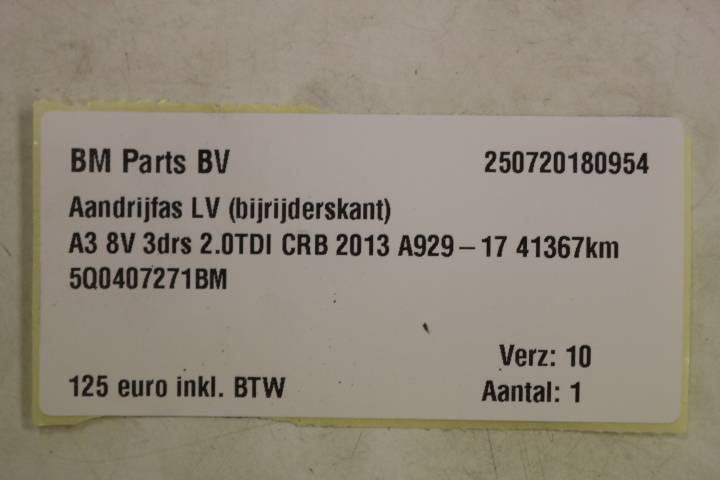 BM Parts BV 250720180954
Aandrijfas LV (bijrijderskant)
A3 8V 3drs 2.0TDI CRB 2013 A929-17 41367km
5Q0407271BM
Verz: 10
125 euro inkl. BTW Aantal: 1